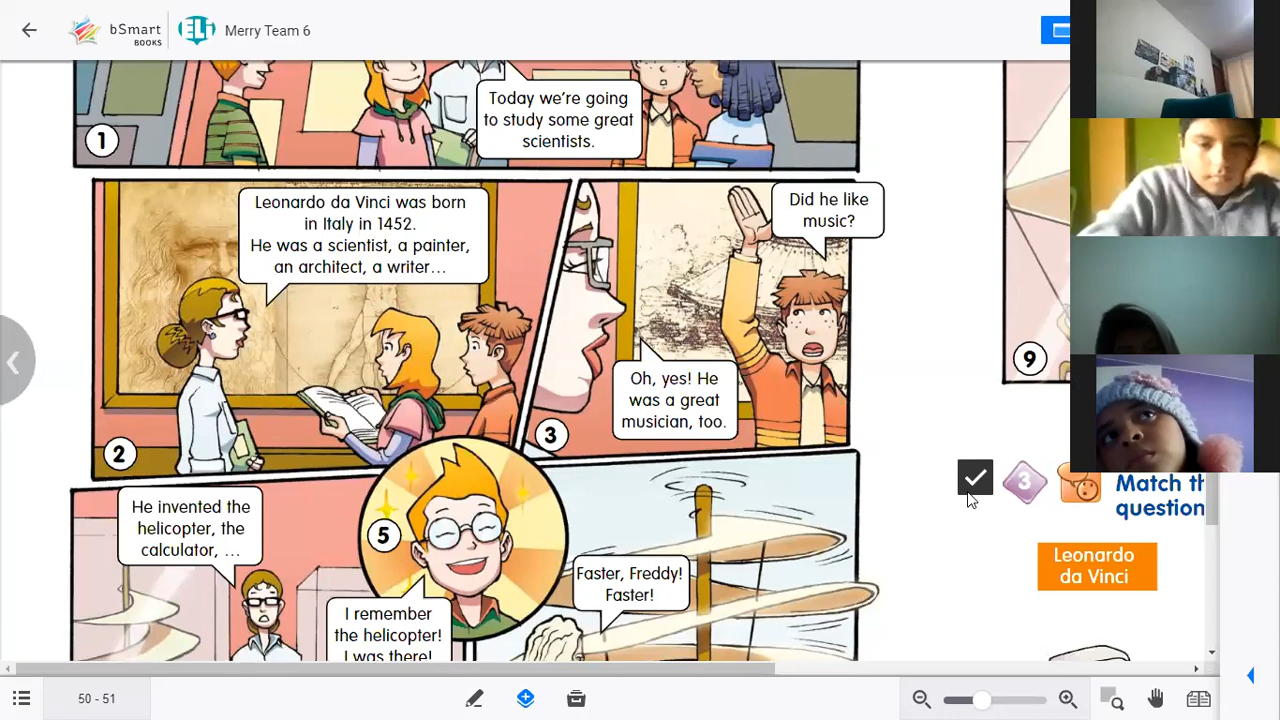 bSmart
BOOKS
ELi
Merry Team 6
Today we're going
to study some great
scientists.
1
Leonardo da Vinci was born
in Italy in 1452.
He was a scientist, a painter,
an architect, a writer...
2
Did he like
music?
Oh, yes! He
was a great
musician, too.
3
He invented the
helicopter, the
calculator, ...
5
I remember
the helicopter!
I was there!
Faster, Freddy!
Faster!
9
3
Match th
question
Leonardo
da Vinci
50 - 51